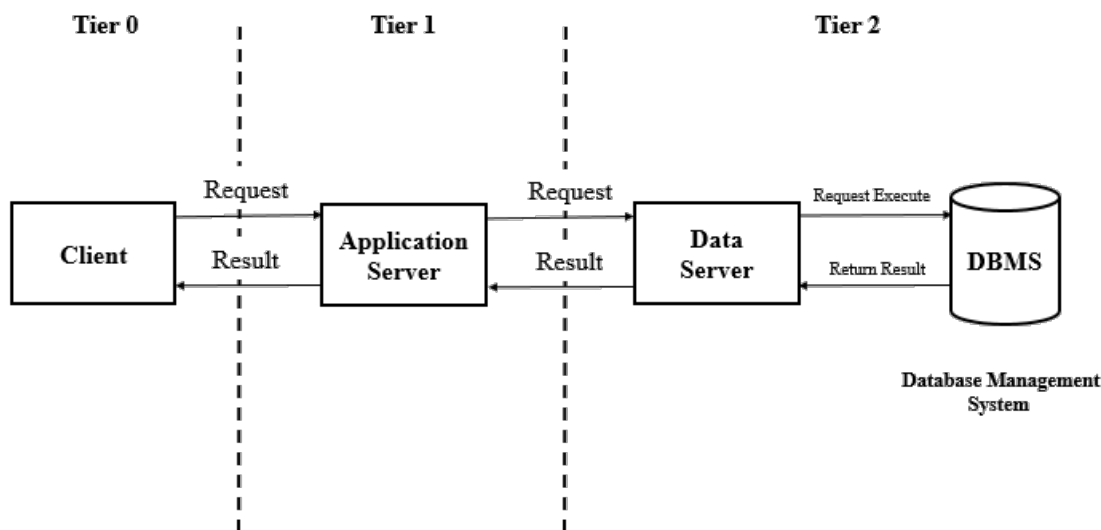 Tier 0
Tier 1
Tier 2
Request
Request
Request Execute
Client
Application
Server
Data
Server
DBMS
Result
Result
Return Result
Database Management
System